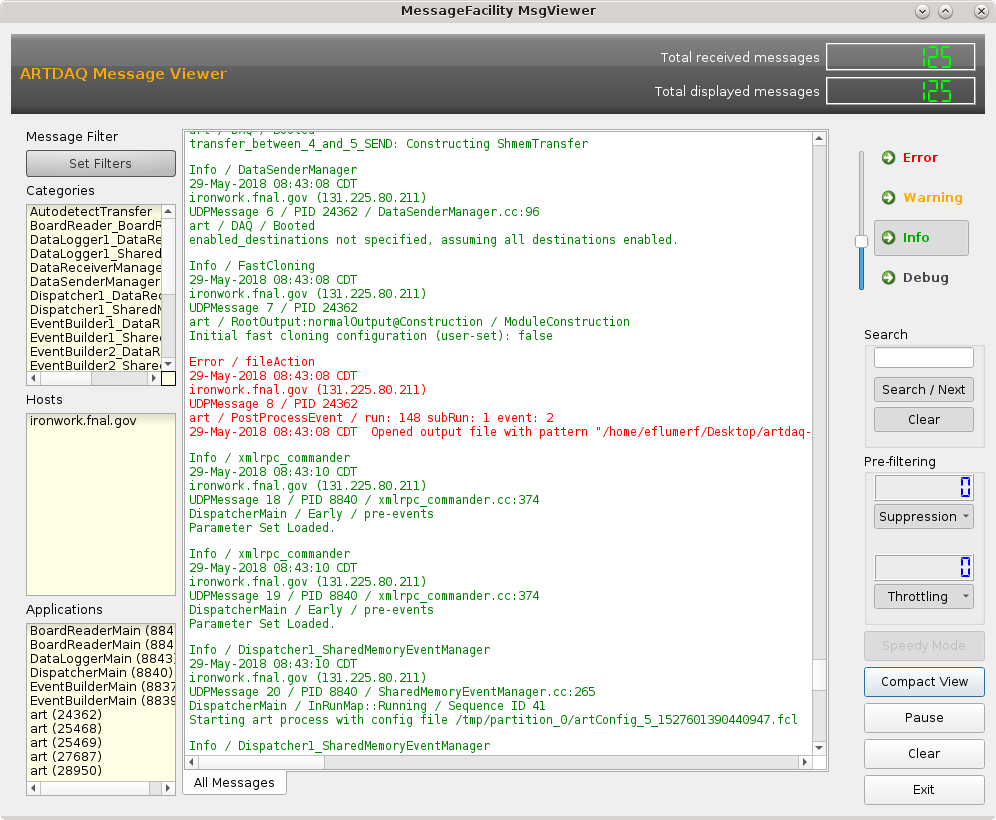 MessageFacility MsgViewer
ARTDAQ Message Viewer
Total received messages
125
Total displayed messages
125
Message Filter
Set Filters
Categories
AutodetectTransfer
BoardReader_BoardR
DataLogger1_DataRe
DataLogger1_Shared
DataReceiverManage
DataSenderManager
Dispatcher1_DataRec
Dispatcher1_SharedM
EventBuilder1_DataR
EventBuilder1_Share
EventBuilder2_DataR
EventBuilder2_Share
Hosts
ironwork.fnal.gov
Applications
BoardReaderMain (884
BoardReaderMain (884
DataLoggerMain (8843)
DispatcherMain (8840)
EventBuilderMain (8837
EventBuilderMain (8839
art (24362)
art (25468)
art (25469)
art (27687)
art (28950)
art / DAQ / Booted
transfer_between_4_and_5_SEND: Constructing ShmemTransfer
Info / DataSenderManager
29-May-2018 08:43:08 CDT
ironwork.fnal.gov (131.225.80.211)
UDPMessage 6 / PID 24362 / DataSenderManager.cc:96
art / DAQ / Booted
enabled_destinations not specified, assuming all destinations enabled.
Info / FastCloning
29-May-2018 08:43:08 CDT
ironwork.fnal.gov (131.225.80.211)
UDPMessage 7 / PID 24362
art / RootOutput:normalOutput@Construction / ModuleConstruction
Initial fast cloning configuration (user-set): false
Error / fileAction
29-May-2018 08:43:08 CDT
ironwork.fnal.gov (131.225.80.211)
UDPMessage 8 / PID 24362
art / PostProcessEvent / run: 148 subRun: 1 event: 2
29-May-2018 08:43:08 CDT  Opened output file with pattern "/home/eflumerf/Desktop/artdaq-
Info / xmlrpc_commander
29-May-2018 08:43:10 CDT
ironwork.fnal.gov (131.225.80.211)
UDPMessage 18 / PID 8840 / xmlrpc_commander.cc:374
DispatcherMain / Early / pre-events
Parameter Set Loaded.
Info / xmlrpc_commander
29-May-2018 08:43:10 CDT
ironwork.fnal.gov (131.225.80.211)
UDPMessage 19 / PID 8840 / xmlrpc_commander.cc:374
DispatcherMain / Early / pre-events
Parameter Set Loaded.
Info / Dispatcher1_SharedMemoryEventManager
29-May-2018 08:43:10 CDT
ironwork.fnal.gov (131.225.80.211)
UDPMessage 20 / PID 8840 / SharedMemoryEventManager.cc:265
DispatcherMain / InRunMap::Running / Sequence ID 41
Starting art process with config file /tmp/partition_0/artConfig_5_1527601390440947.fcl
Info / Dispatcher1_SharedMemoryEventManager
All Messages
Error
Warning
Info
Debug
Search
Search / Next
Clear
Pre-filtering
0
Suppression
0
Throttling
Speedy Mode
Compact View
Pause
Clear
Exit